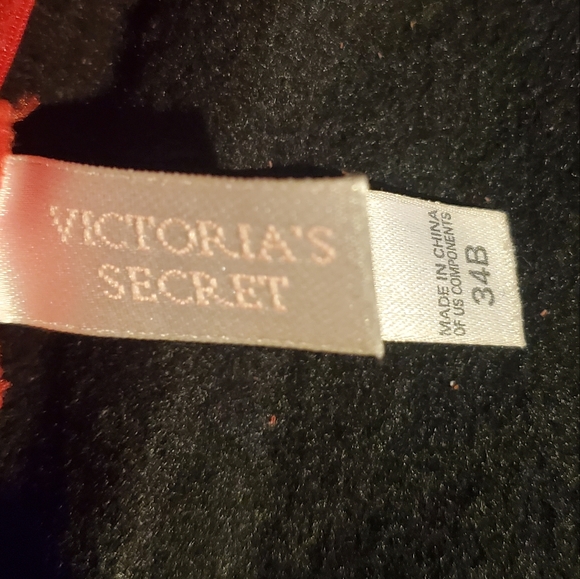 VICTORIA'S
SECRET
MADE IN CHINA
OF US COMPONENTS
34B